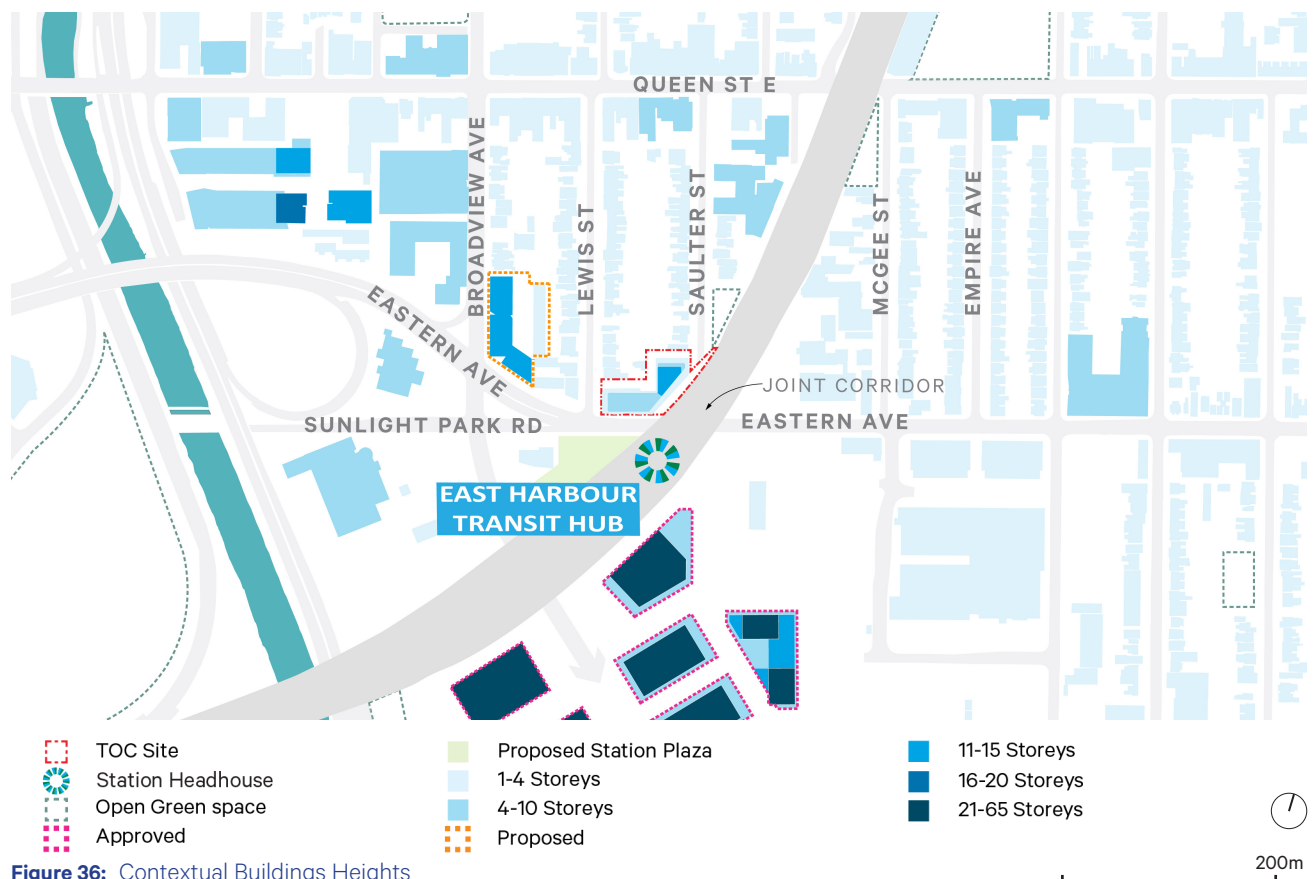 QUEEN ST E
BROADVIEW AVE
LEWIS ST
SAULTER ST
MCGEE ST
EMPIRE AVE
EASTERN AVE
JOINT CORRIDOR
SUNLIGHT PARK RD
EASTERN AVE
EAST HARBOUR
TRANSIT HUB
TOC Site
Station Headhouse
Open Green space
Approved
Proposed Station Plaza
1-4 Storeys
4-10 Storeys
Proposed
11-15 Storeys
16-20 Storeys
21-65 Storeys
200m
Figure 36: Contextual Buildings Heights